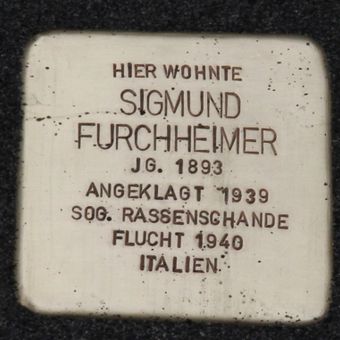 HIER WOHNTE
SIGMUND
FURCHHEIMER
JG. 1893
ANGEKLAGT 1939
SOG. RASSENSCHANDE
FLUCHT 1940
ITALIEN